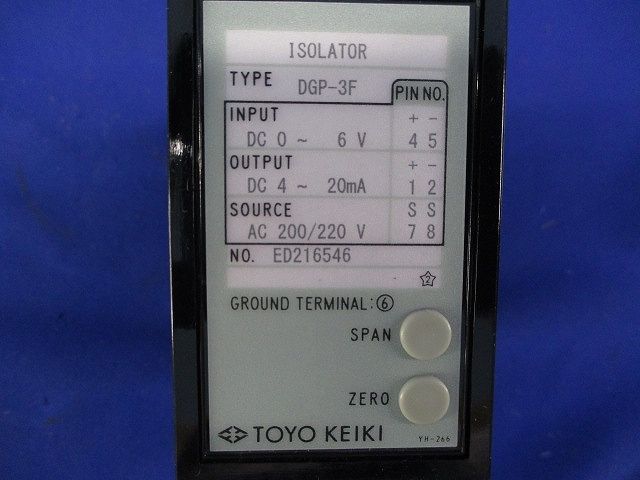 ISOLATOR
TYPE DGP-3F
PIN NO.
INPUT + -
DC 0 ~ 6 V 4 5
OUTPUT + -
DC 4 ~ 20mA 1 2
SOURCE S S
AC 200/220 V 7 8
NO. ED216546
2
GROUND TERMINAL:⑥
SPAN
ZERO
TOYO KEIKI
YH-266